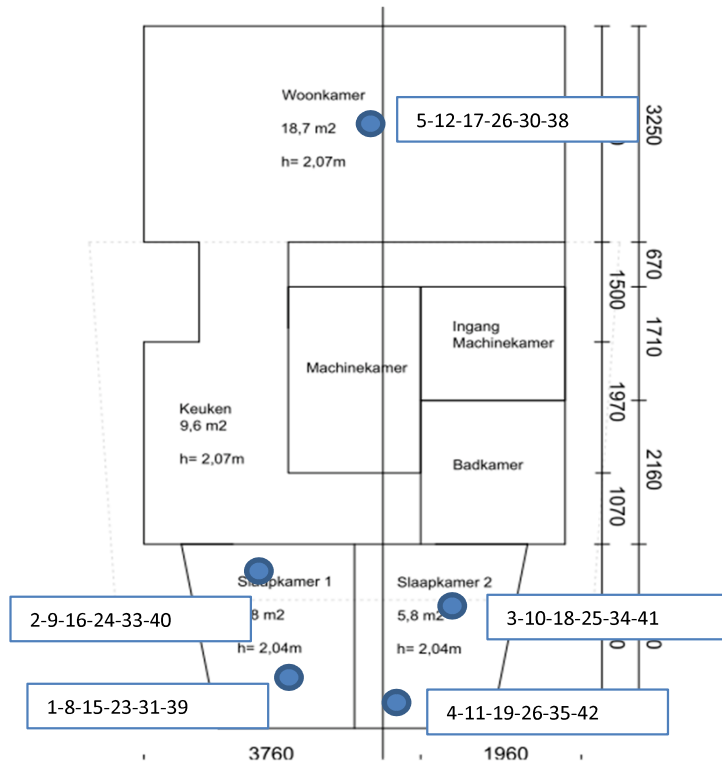 Woonkamer
18,7 m2
h= 2,07m
5-12-17-26-30-38
3250
670
1500
1710
Ingang
Machinekamer
Machinekamer
Keuken
9,6 m2
h= 2,07m
1970
Badkamer
2160
1070
Slaapkamer 1
8 m2
h= 2,04m
Slaapkamer 2
5,8 m2
h= 2,04m
2-9-16-24-33-40
3-10-18-25-34-41
1-8-15-23-31-39
4-11-19-26-35-42
3760
1960